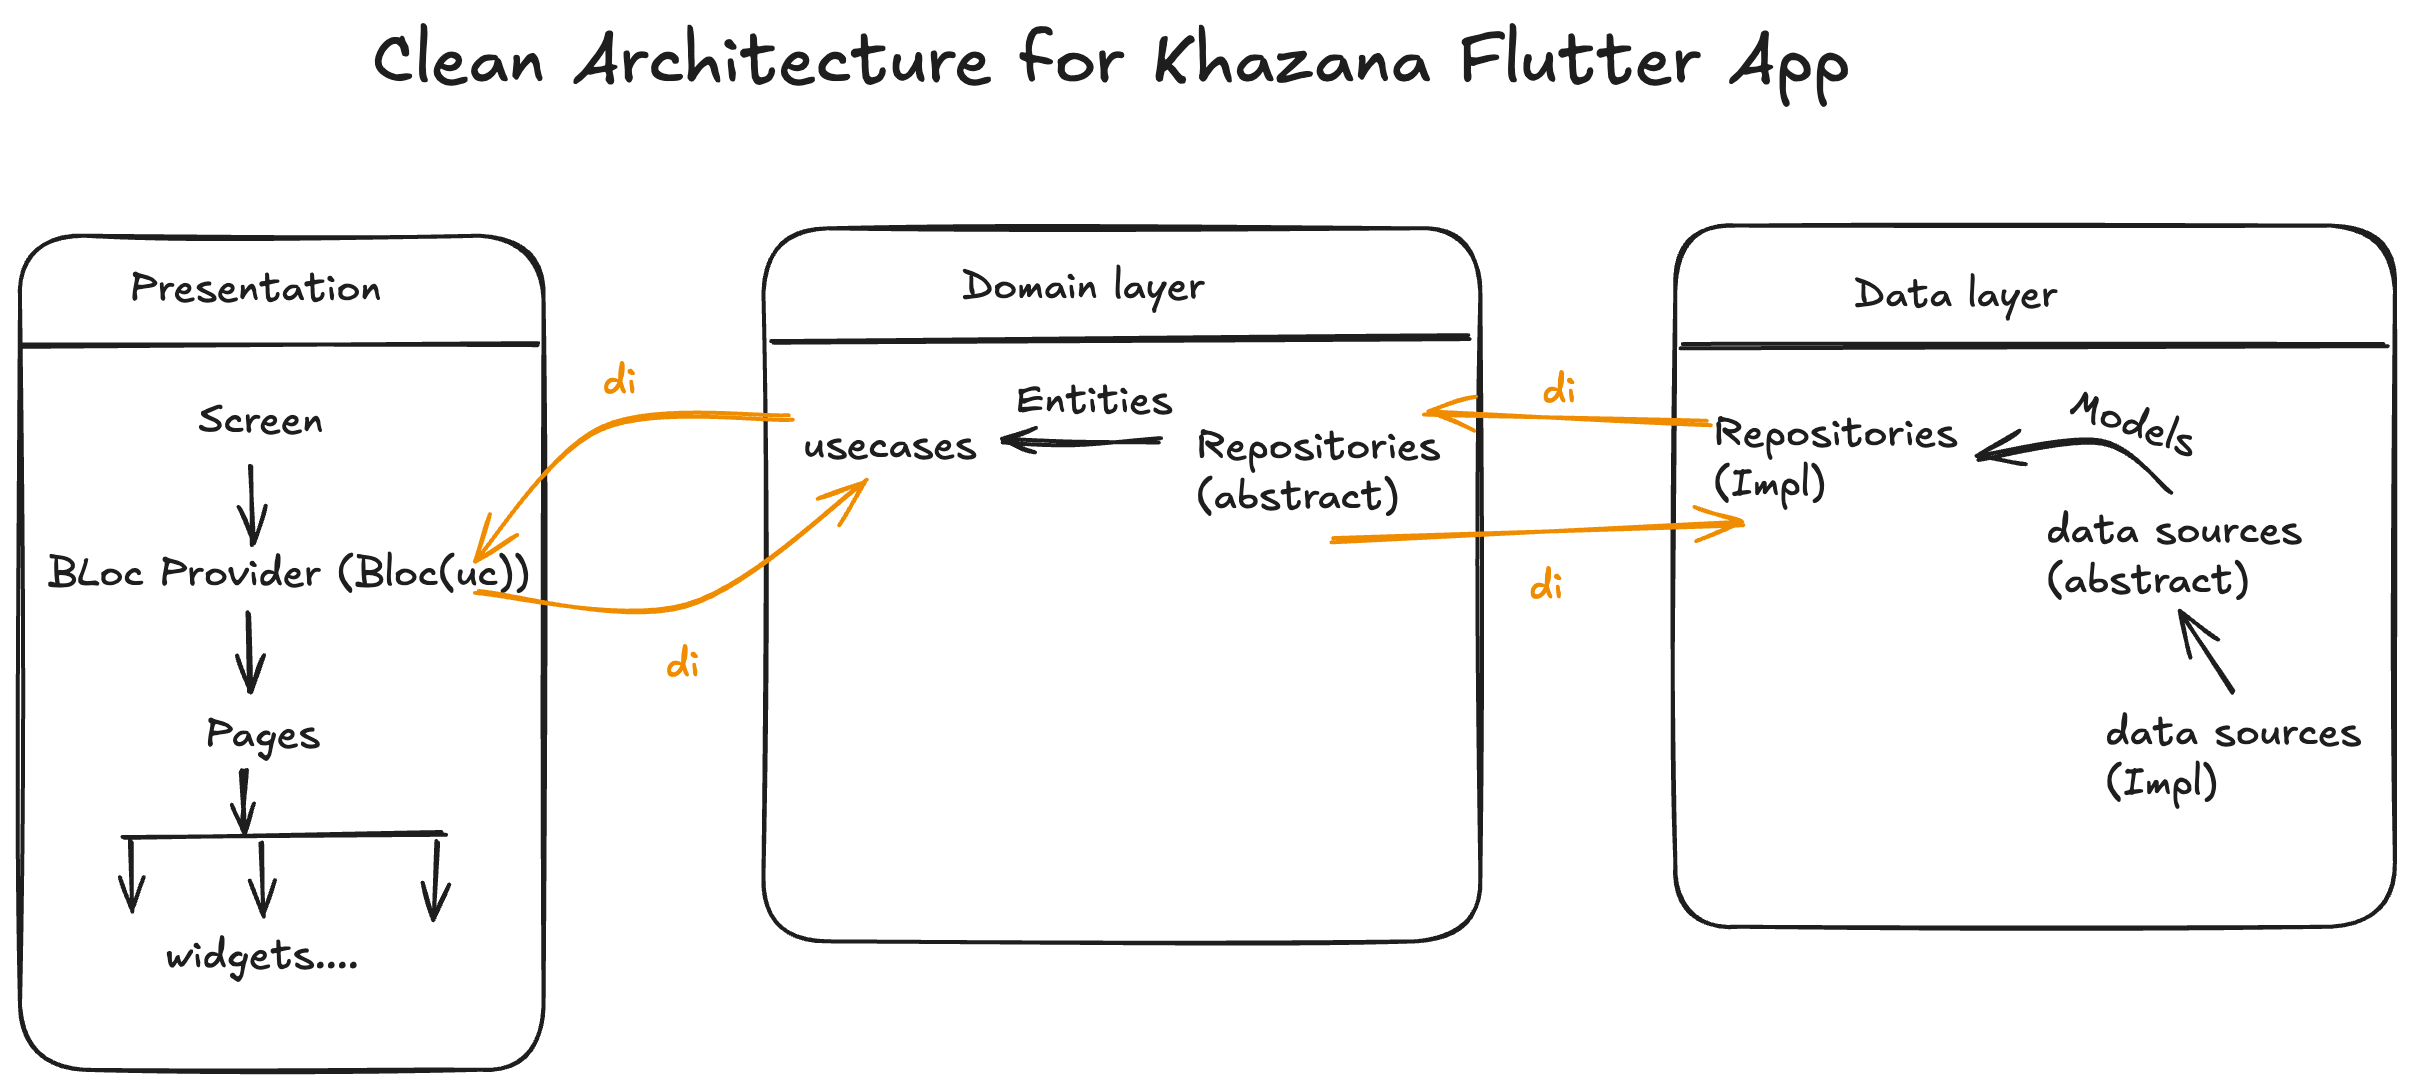 Clean Architecture for Khazana Flutter App
Presentation
Screen
BLoc Provider (Bloc(uc))
Pages
widgets....
di
di
Domain layer
usecases
Entities
Repositories
(abstract)
di
di
Data layer
Repositories
(Impl)
Models
data sources
(abstract)
data sources
(Impl)